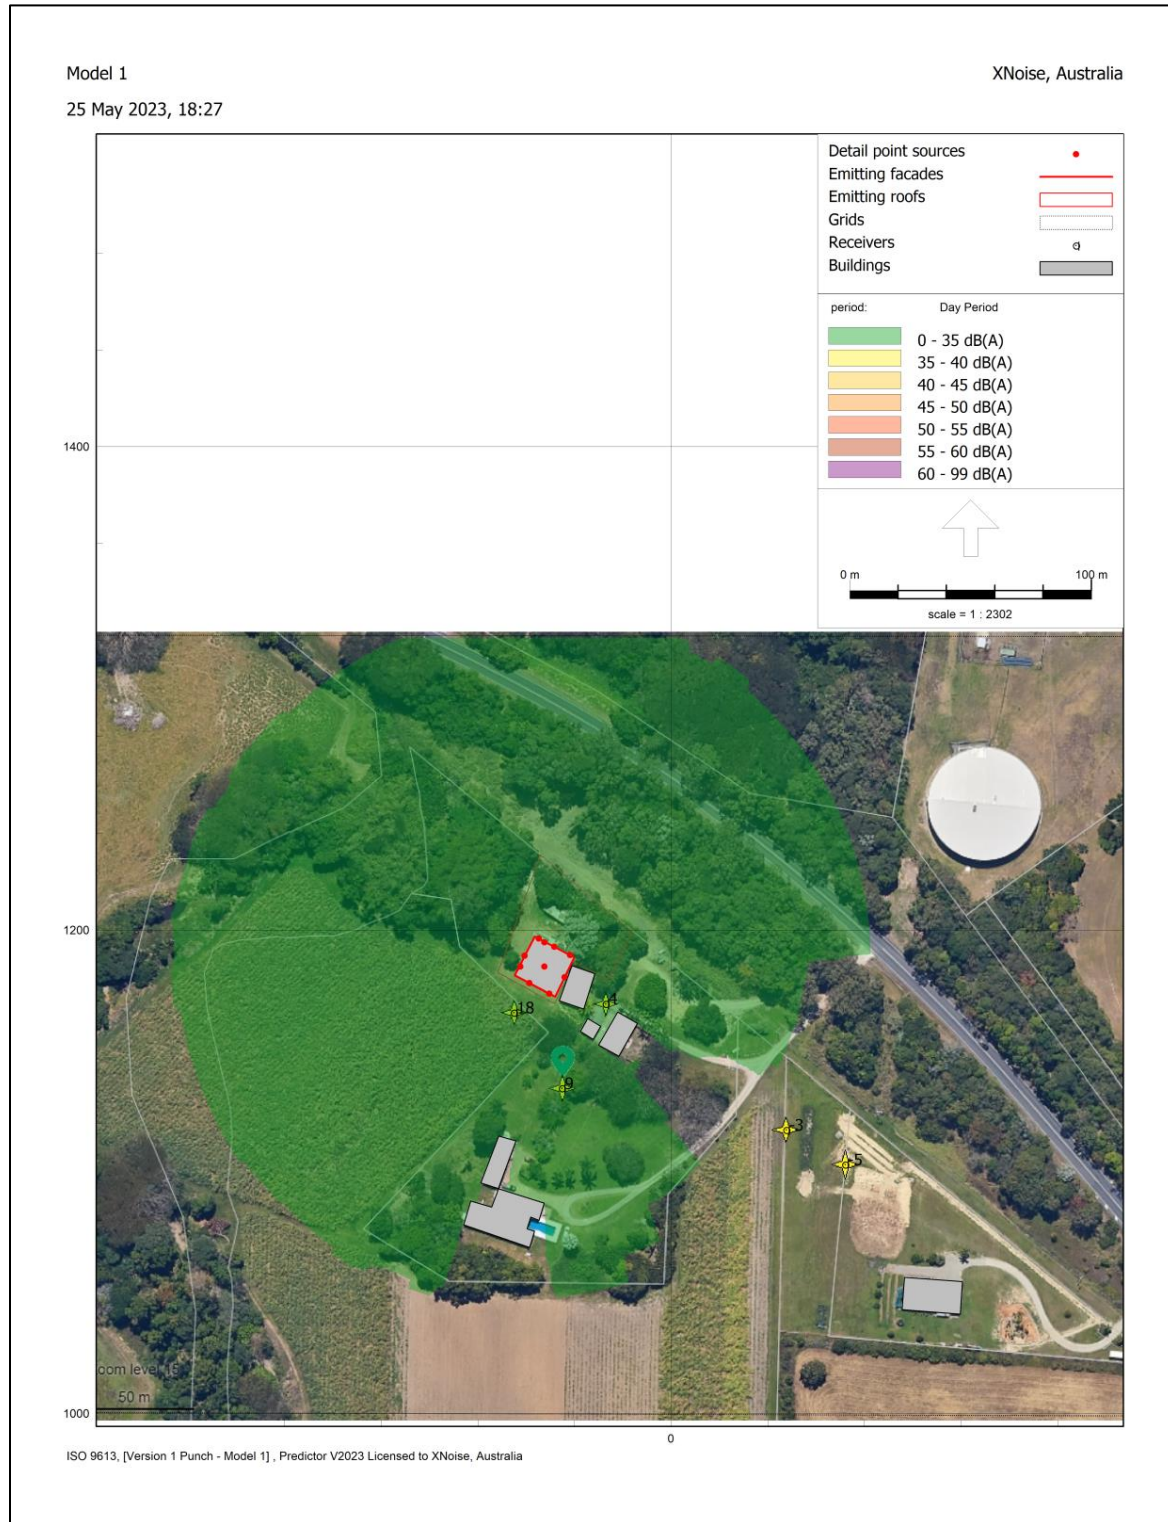 Model 1
XNoise, Australia
25 May 2023, 18:27
Detail point sources
Emitting facades
Emitting roofs
Grids
Receivers
Buildings
period: Day Period
0 - 35 dB(A)
35 - 40 dB(A)
40 - 45 dB(A)
45 - 50 dB(A)
50 - 55 dB(A)
55 - 60 dB(A)
60 - 99 dB(A)
1400
0 m 100 m
scale = 1 : 2302
1200
4
18
9
3
5
oom level 15
50 m
1000
0
ISO 9613, [Version 1 Punch - Model 1] , Predictor V2023 Licensed to XNoise, Australia